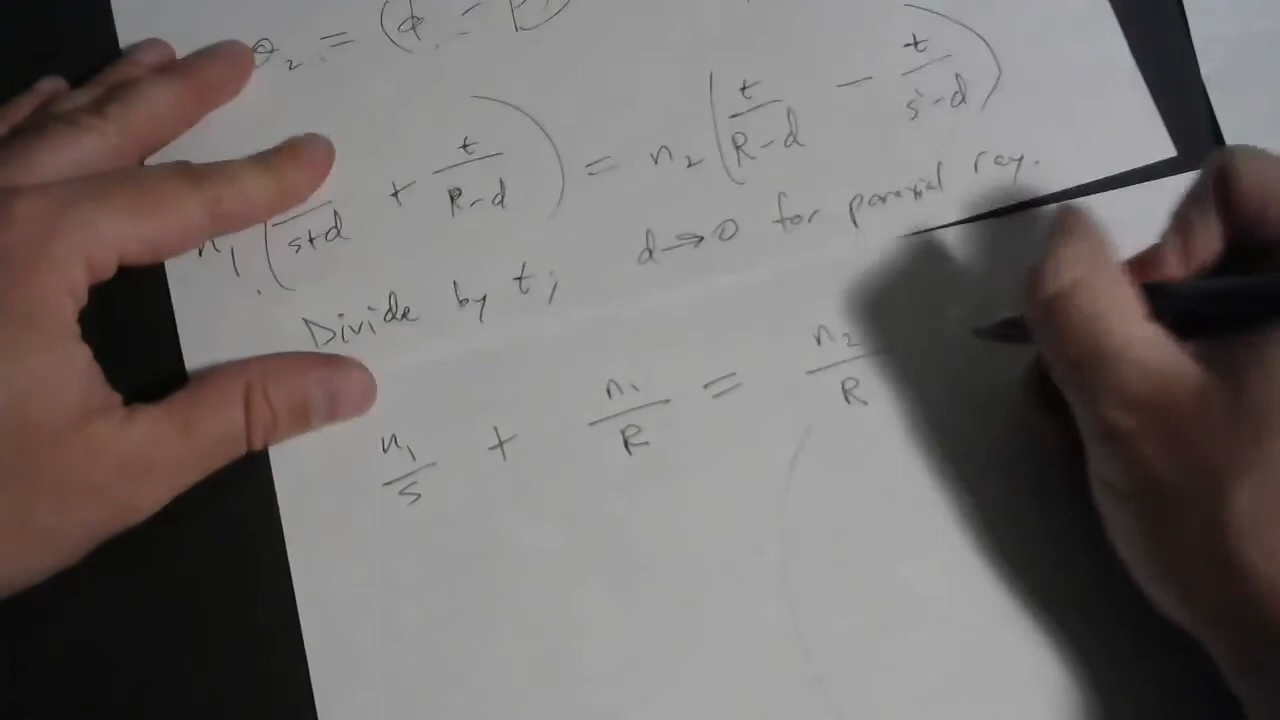 θ₂ = (ϕ -
n₁ ( /s+d + t/R-d ) = n₂ ( t/R-d - t/s'-d )
Divide by t; d→0 for paraxial ray.
n₁/s + n₁/R = n₂/R